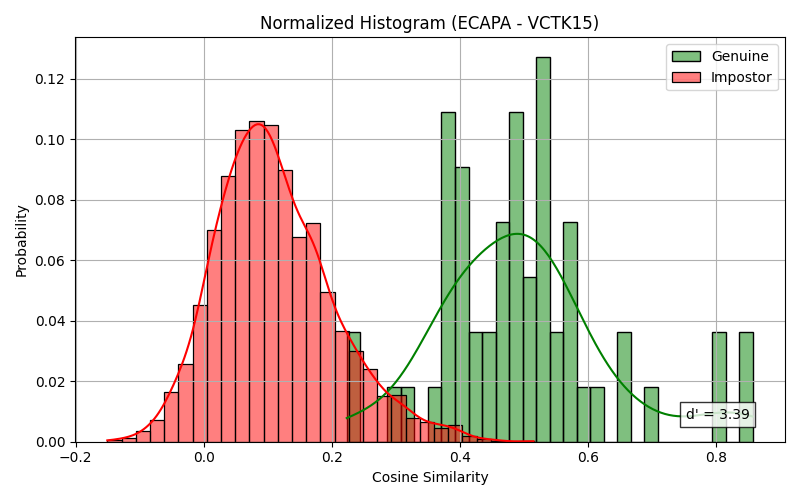 Normalized Histogram (ECAPA - VCTK15)
Genuine
Impostor
0.12
0.10
0.08
0.06
0.04
0.02
0.00
Probability
d' = 3.39
−0.2 0.0 0.2 0.4 0.6 0.8
Cosine Similarity